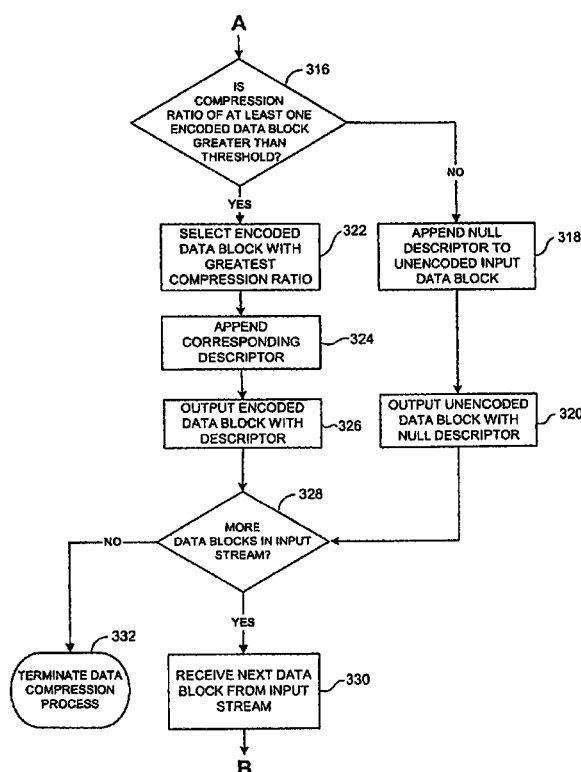 A
316
IS
COMPRESSION
RATIO OF AT LEAST ONE
ENCODED DATA BLOCK
GREATER THAN
THRESHOLD?
YES
NO
SELECT ENCODED
DATA BLOCK WITH
GREATEST
COMPRESSION RATIO
322
APPEND NULL
DESCRIPTOR TO
UNENCODED INPUT
DATA BLOCK
318
APPEND
CORRESPONDING
DESCRIPTOR
324
OUTPUT ENCODED
DATA BLOCK WITH
DESCRIPTOR
326
OUTPUT UNENCODED
DATA BLOCK WITH
NULL DESCRIPTOR
320
328
MORE
DATA BLOCKS IN INPUT
STREAM?
NO
YES
332
TERMINATE DATA
COMPRESSION
PROCESS
RECEIVE NEXT DATA
BLOCK FROM INPUT
STREAM
330
B